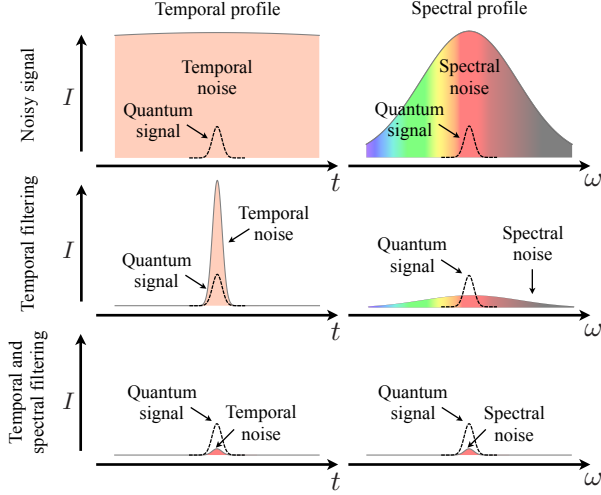 Temporal profile
Spectral profile
Noisy signal
I
Temporal
noise
Quantum
signal
t
Spectral
noise
Quantum
signal
ω
Temporal filtering
I
Temporal
noise
Quantum
signal
t
Spectral
noise
Quantum
signal
ω
Temporal and
spectral filtering
I
Quantum
signal
Temporal
noise
t
Quantum
signal
Spectral
noise
ω